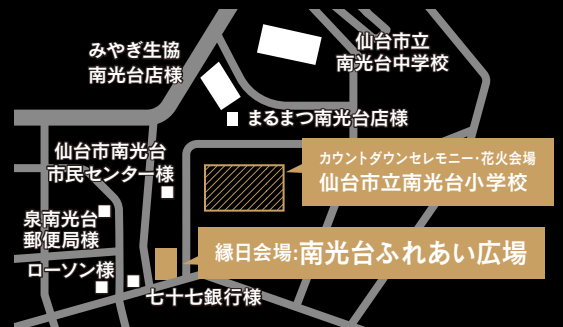 みやぎ生協
南光台店様
仙台市立
南光台中学校
まるまつ南光台店様
仙台市南光台
市民センター様
カウントダウンセレモニー・花火会場
仙台市立南光台小学校
泉南光台
郵便局様
縁日会場:南光台ふれあい広場
ローソン様
七十七銀行様